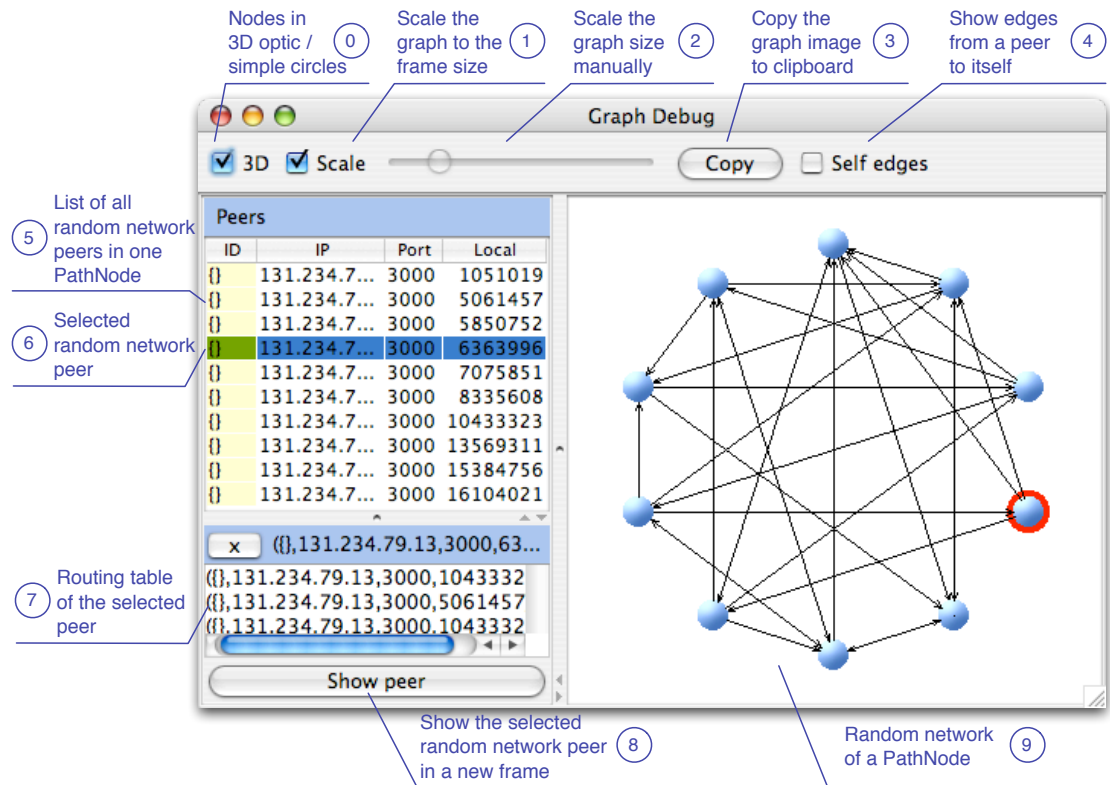 Nodes in
3D optic /
simple circles
0
Scale the
graph to the
frame size
1
Scale the
graph size
manually
2
Copy the
graph image
to clipboard
3
Show edges
from a peer
to itself
4
Graph Debug
3D Scale Copy Self edges
List of all
random network
peers in one
PathNode
5
Selected
random network
peer
6
Peers
ID IP Port Local
{} 131.234.7... 3000 1051019
{} 131.234.7... 3000 5061457
{} 131.234.7... 3000 5850752
{} 131.234.7... 3000 6363996
{} 131.234.7... 3000 7075851
{} 131.234.7... 3000 8335608
{} 131.234.7... 3000 10433323
{} 131.234.7... 3000 13569311
{} 131.234.7... 3000 15384756
{} 131.234.7... 3000 16104021
x ({},131.234.79.13,3000,63...
({},131.234.79.13,3000,1043332
({},131.234.79.13,3000,5061457
({},131.234.79.13,3000,1043332
Routing table
of the selected
peer
7
Show peer
Show the selected
random network peer
in a new frame
8
Random network
of a PathNode
9